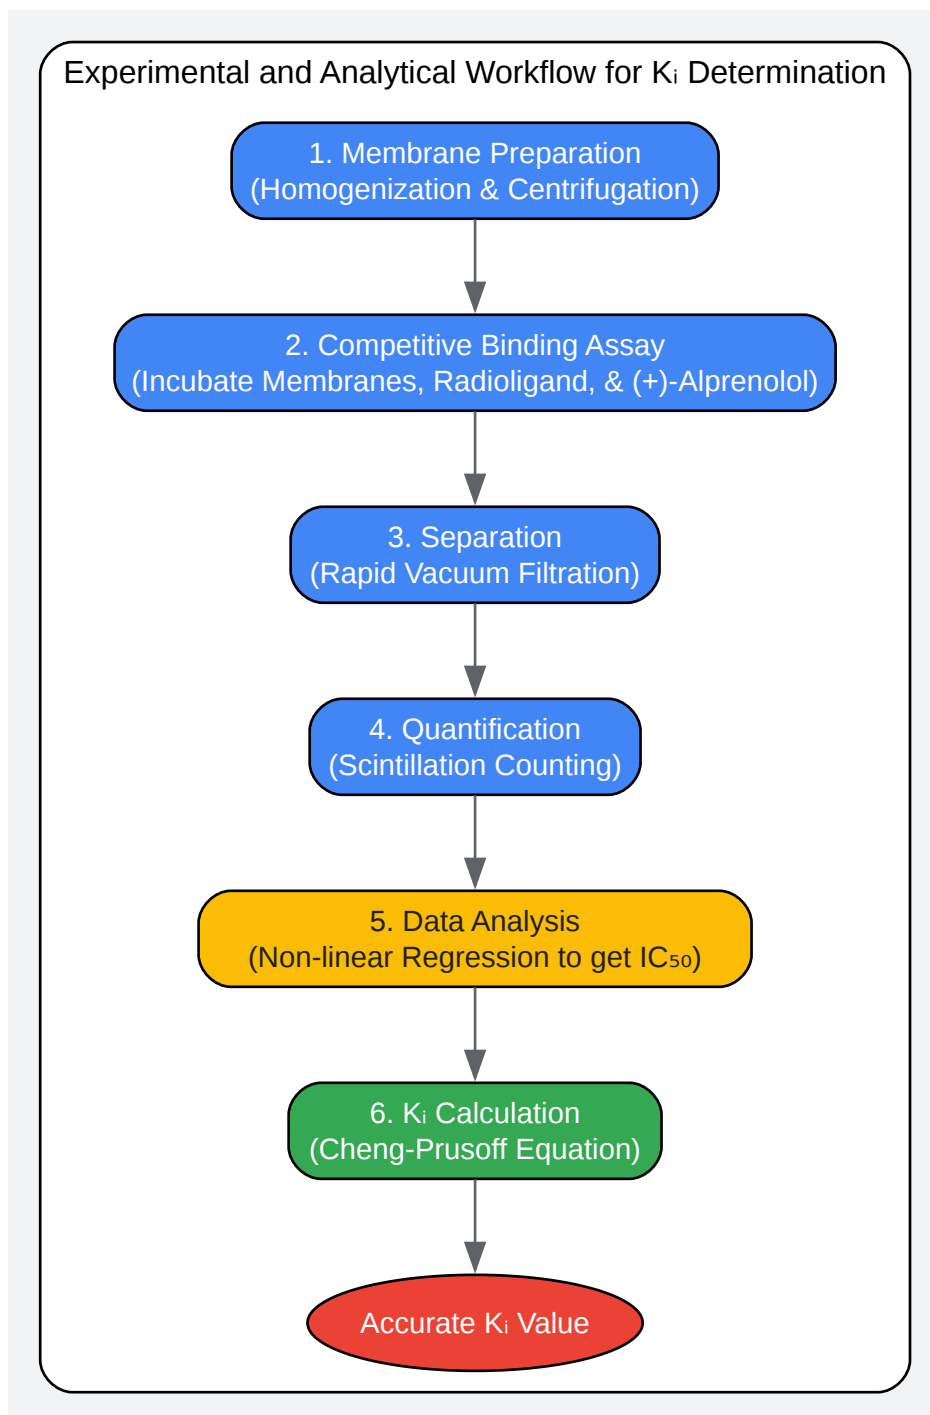 Experimental and Analytical Workflow for Kᵢ Determination
1. Membrane Preparation
(Homogenization & Centrifugation)
2. Competitive Binding Assay
(Incubate Membranes, Radioligand, & (+)-Alprenolol)
3. Separation
(Rapid Vacuum Filtration)
4. Quantification
(Scintillation Counting)
5. Data Analysis
(Non-linear Regression to get IC₅₀)
6. Kᵢ Calculation
(Cheng-Prusoff Equation)
Accurate Kᵢ Value